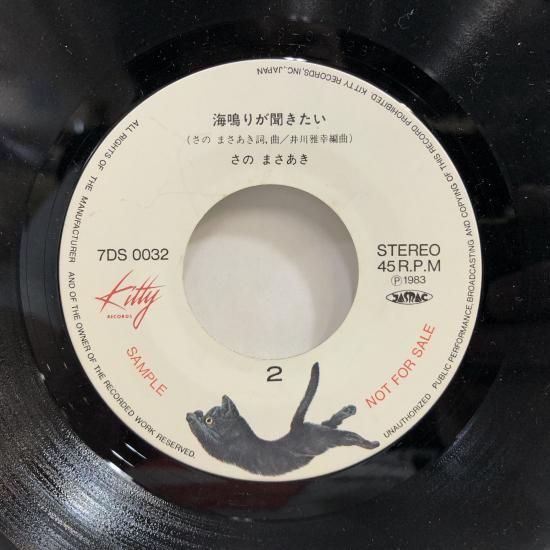 海鳴りが聞きたい
(さの まさあき詞,曲/井川雅幸編曲)
さの まさあき
7DS 0032
STEREO
45 R.P.M
Ⓟ1983
JASRAC
Kitty
RECORDS
SAMPLE
NOT FOR SALE
2
ALL RIGHTS OF THE MANUFACTURER AND OF THE OWNER OF THE RECORDED WORK RESERVED.
UNAUTHORIZED PUBLIC PERFORMANCE, BROADCASTING AND COPYING OF THIS RECORD PROHIBITED. KITTY RECORDS, INC., JAPAN